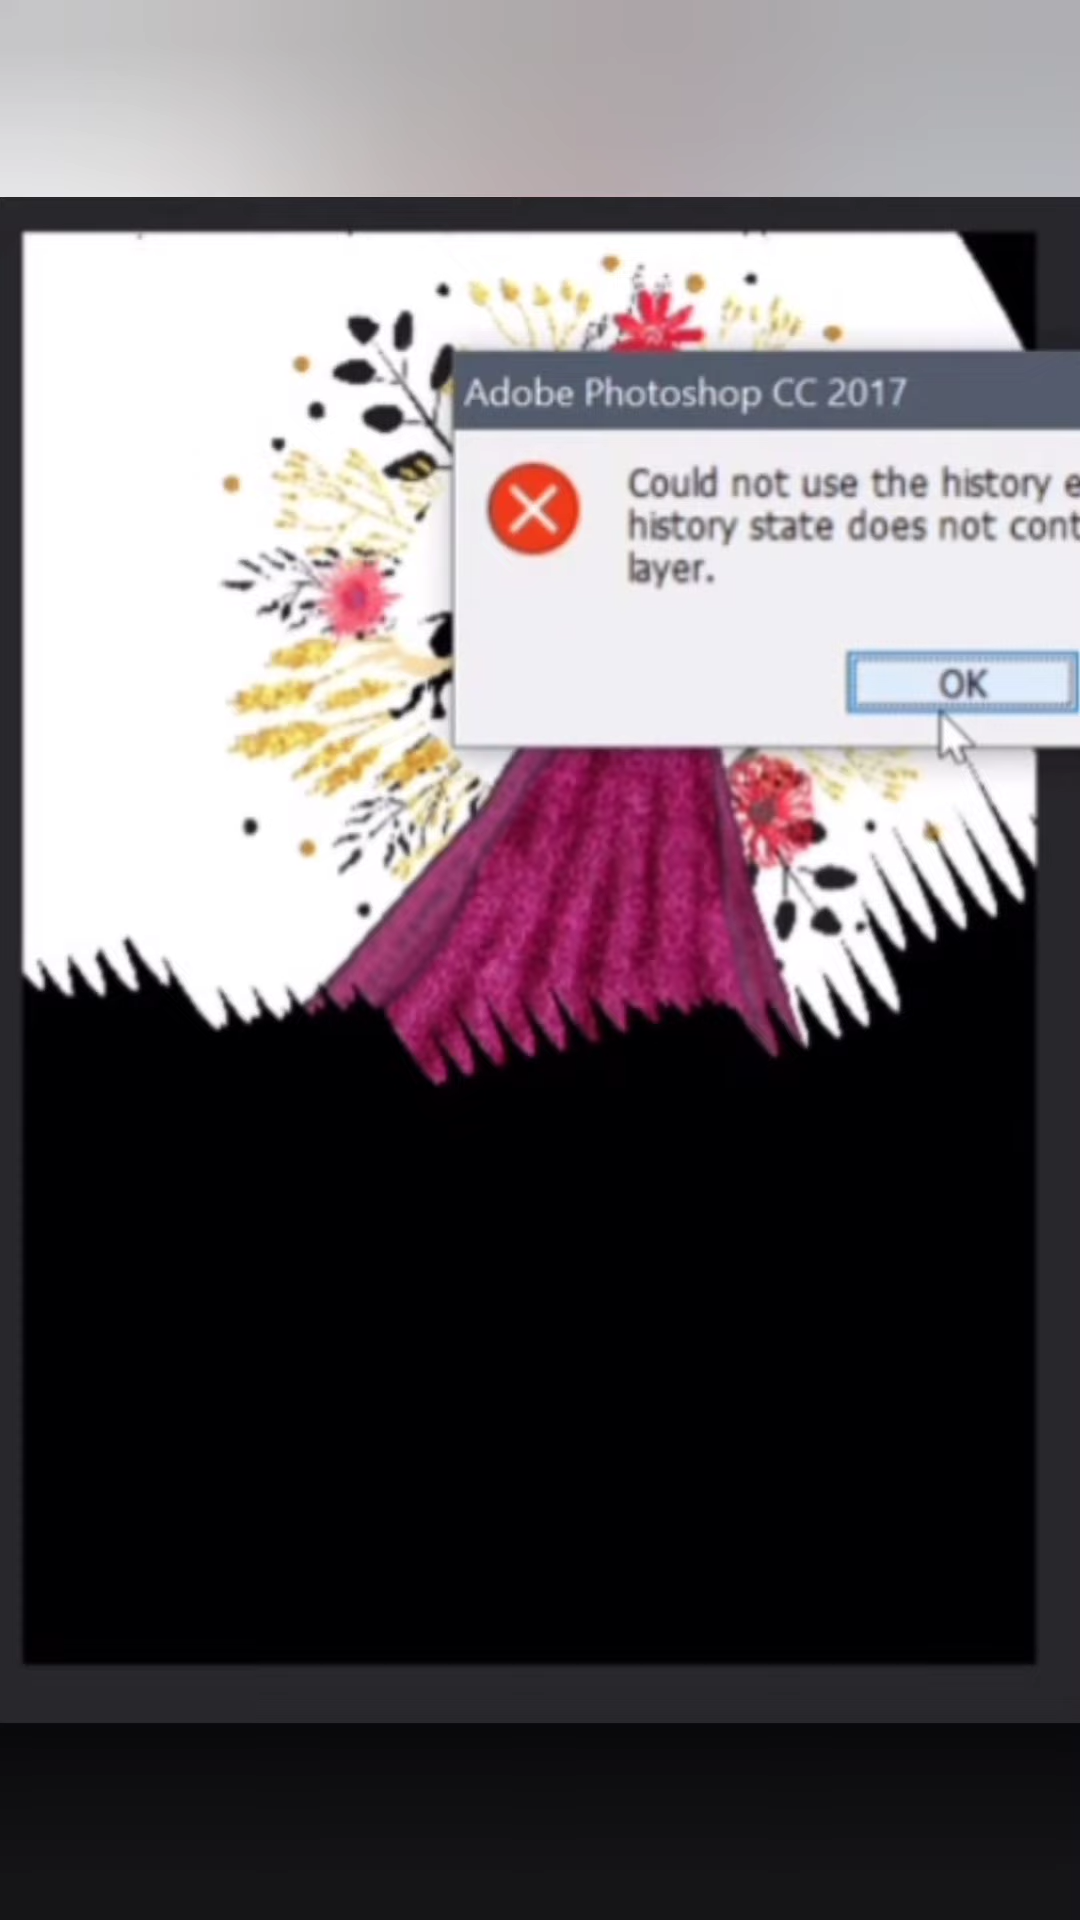 Adobe Photoshop CC 2017
Could not use the history
history state does not
layer.
OK